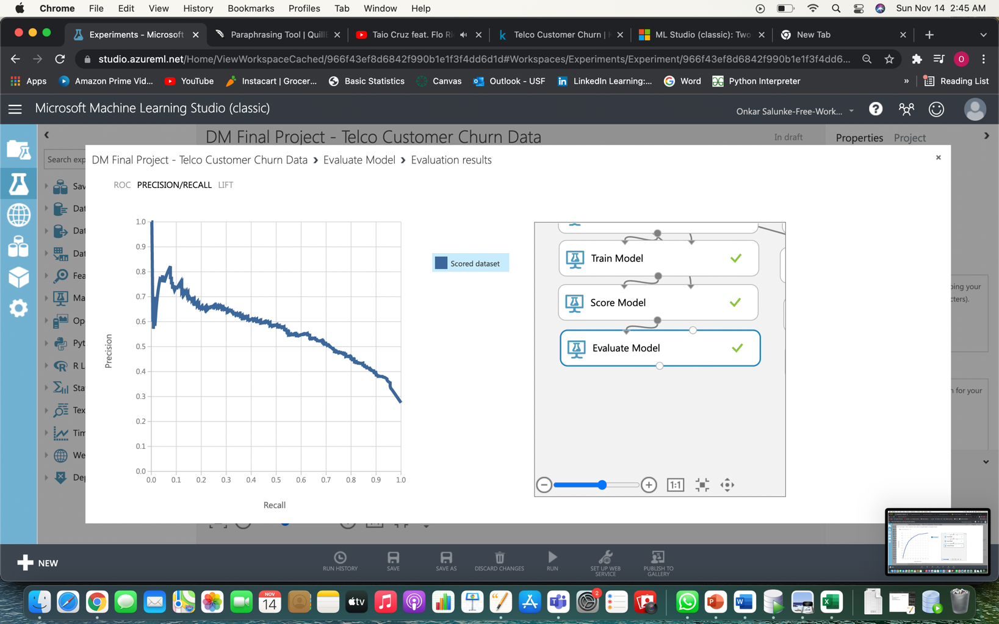 Chrome File Edit View History Bookmarks Profiles Tab Window Help Sun Nov 14 2:45 AM
Experiments - Microsoft Paraphrasing Tool | Quill Taio Cruz feat. Flo Telco Customer Churn | ML Studio (classic): Two New Tab
studio.azureml.net/Home/ViewWorkspaceCached/966f43ef8d6842f990b1e1f3f4dd6d1d#Workspaces/Experiments/Experiment/966f43ef8d6842f990b1e1f3f4dd6... O
Apps Amazon Prime Vid... YouTube Instacart | Grocer... Basic Statistics Canvas Outlook - USF LinkedIn Learning:... Word Python Interpreter » Reading List
Microsoft Machine Learning Studio (classic) Onkar Salunke-Free-Work... ?
DM Final Project - Telco Customer Churn Data In draft Properties Project
Search exp
DM Final Project - Telco Customer Churn Data > Evaluate Model > Evaluation results ×
ROC PRECISION/RECALL LIFT
Sav
Dat
Dat
Dat
Fea
Ma
Op
Pyt
R L
Sta
Tex
Tim
We
Dep
1.0
0.9
0.8
0.7
0.6
0.5
0.4
0.3
0.2
0.1
0.0
Precision
0.0 0.1 0.2 0.3 0.4 0.5 0.6 0.7 0.8 0.9 1.0
Recall
Scored dataset
Train Model
Score Model
Evaluate Model
1:1
ping your
cters).
n for your
NEW
RUN HISTORY SAVE SAVE AS DISCARD CHANGES RUN SET UP WEB SERVICE PUBLISH TO GALLERY
NOV
14
tv
2